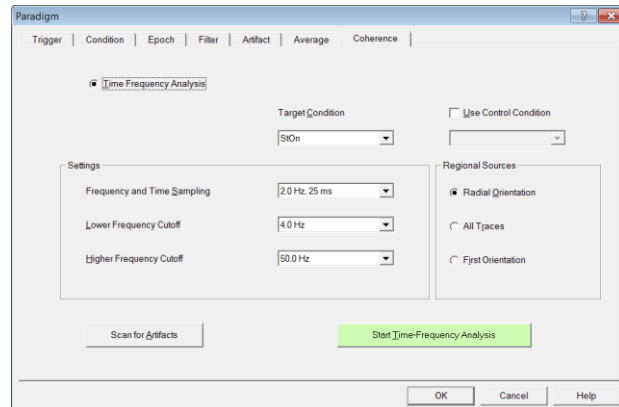 Paradigm
Trigger Condition Epoch Filter Artifact Average Coherence
Time Frequency Analysis
Target Condition Use Control Condition
StOn
Settings Regional Sources
Frequency and Time Sampling 2.0 Hz, 25 ms Radial Orientation
Lower Frequency Cutoff 4.0 Hz All Traces
Higher Frequency Cutoff 50.0 Hz First Orientation
Scan for Artifacts Start Time-Frequency Analysis
OK Cancel Help